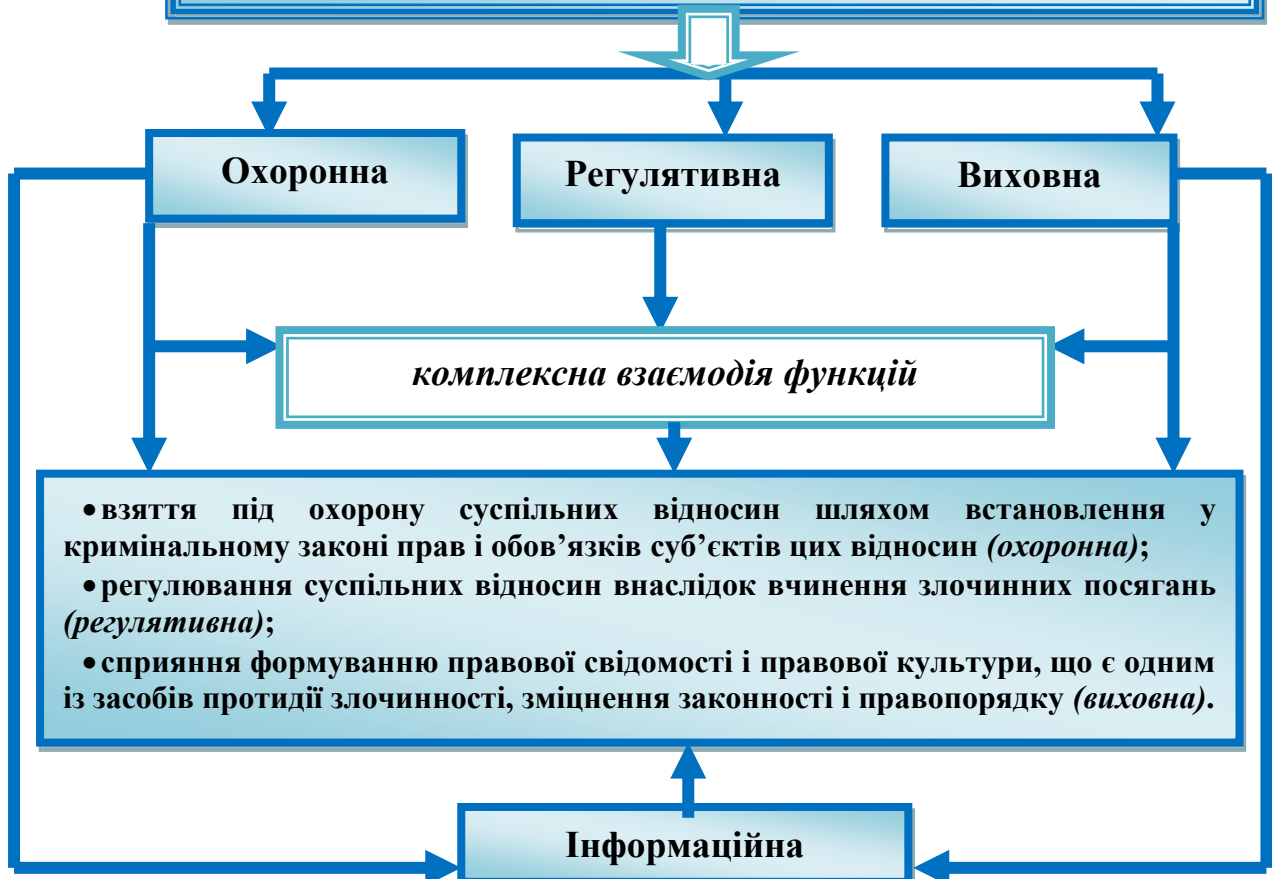 Охоронна
Регулятивна
Виховна
комплексна взаємодія функцій
•взяття під охорону суспільних відносин шляхом встановлення у
кримінальному законі прав і обов’язків суб’єктів цих відносин (охоронна);
•регулювання суспільних відносин внаслідок вчинення злочинних посягань
(регулятивна);
•сприяння формуванню правової свідомості і правової культури, що є одним
із засобів протидії злочинності, зміцнення законності і правопорядку (виховна).
Інформаційна